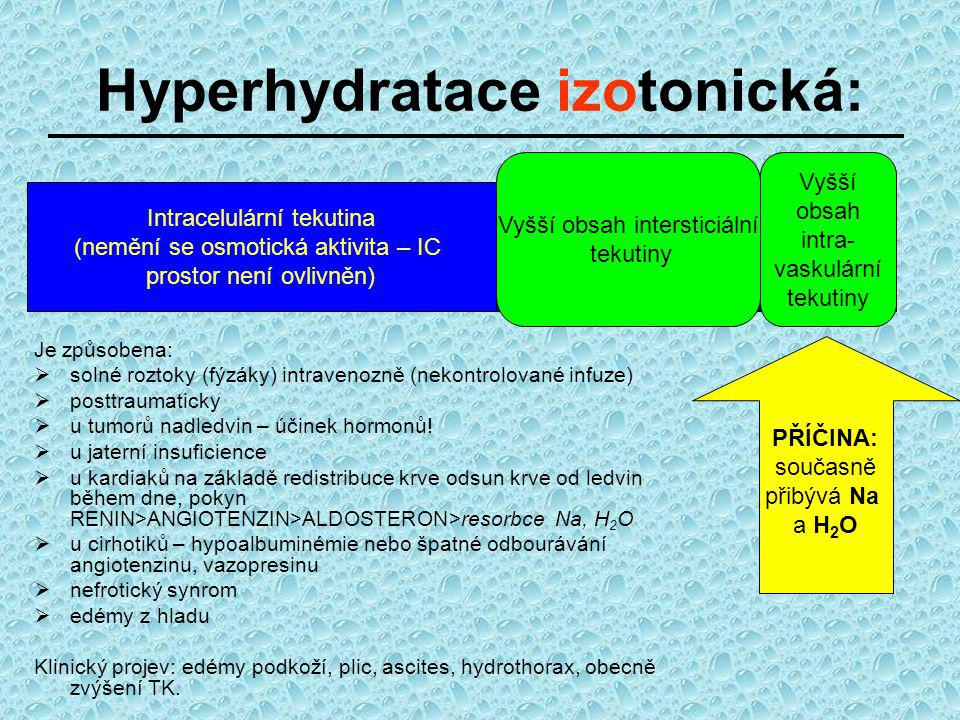 Hyperhydratace izotonická:
Intracelulární tekutina
(nemění se osmotická aktivita – IC
prostor není ovlivněn)
Vyšší obsah intersticiální
tekutiny
Vyšší
obsah
intra-
vaskulární
tekutiny
Je způsobena:
➢ solné roztoky (fýzáky) intravenozně (nekontrolované infuze)
➢ posttraumaticky
➢ u tumorů nadledvin – účinek hormonů!
➢ u jaterní insuficience
➢ u kardiaků na základě redistribuce krve odsun krve od ledvin
během dne, pokyn
RENIN>ANGIOTENZIN>ALDOSTERON>resorbce Na, H₂O
➢ u cirhotiků – hypoalbuminémie nebo špatné odbourávání
angiotenzinu, vazopresinu
➢ nefrotický synrom
➢ edémy z hladu
Klinický projev: edémy podkoží, plic, ascites, hydrothorax, obecně
zvýšení TK.
PŘÍČINA:
současně
přibývá Na
a H₂O